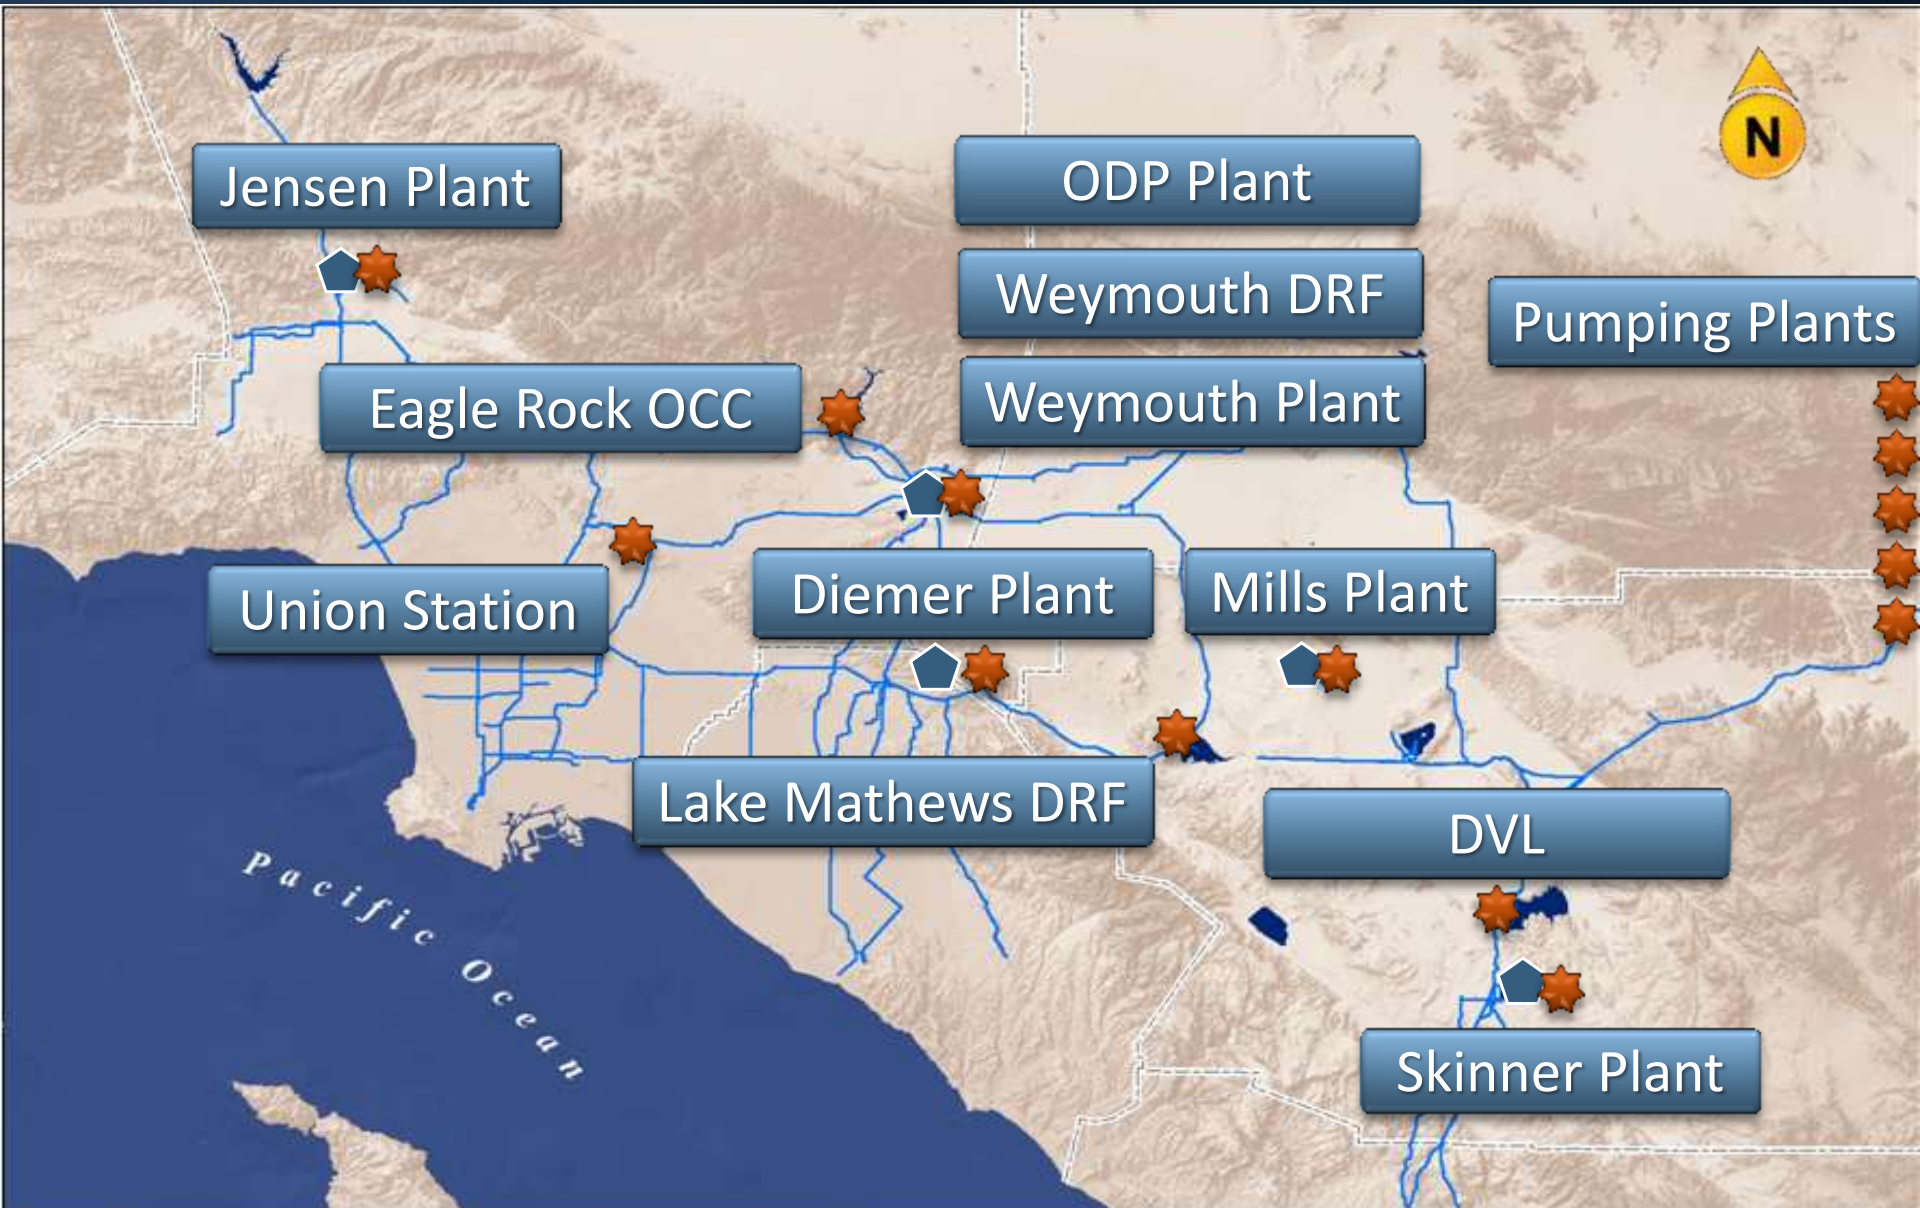 N
Jensen Plant
ODP Plant
Weymouth DRF
Pumping Plants
Weymouth Plant
Eagle Rock OCC
Diemer Plant
Mills Plant
Union Station
Lake Mathews DRF
DVL
Pacific Ocean
Skinner Plant